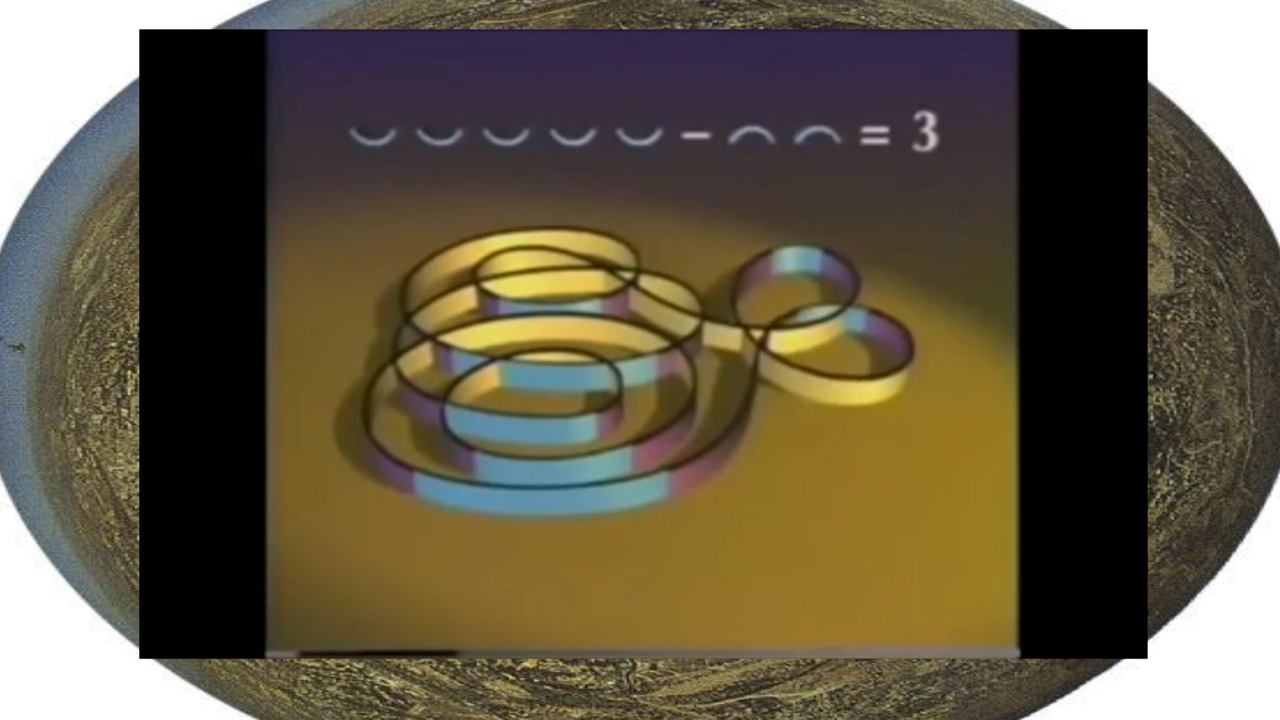 ◡ ◡ ◡ ◡ ◡ − ◠ ◠ = 3